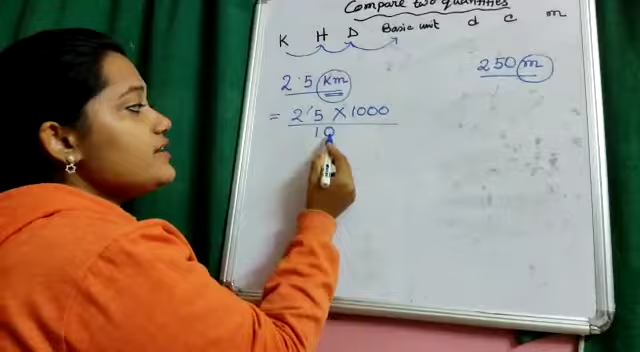 Compare two quantities
K H D Basic unit d c m
2.5 Km 250 m
= 2.5 X 1000
10